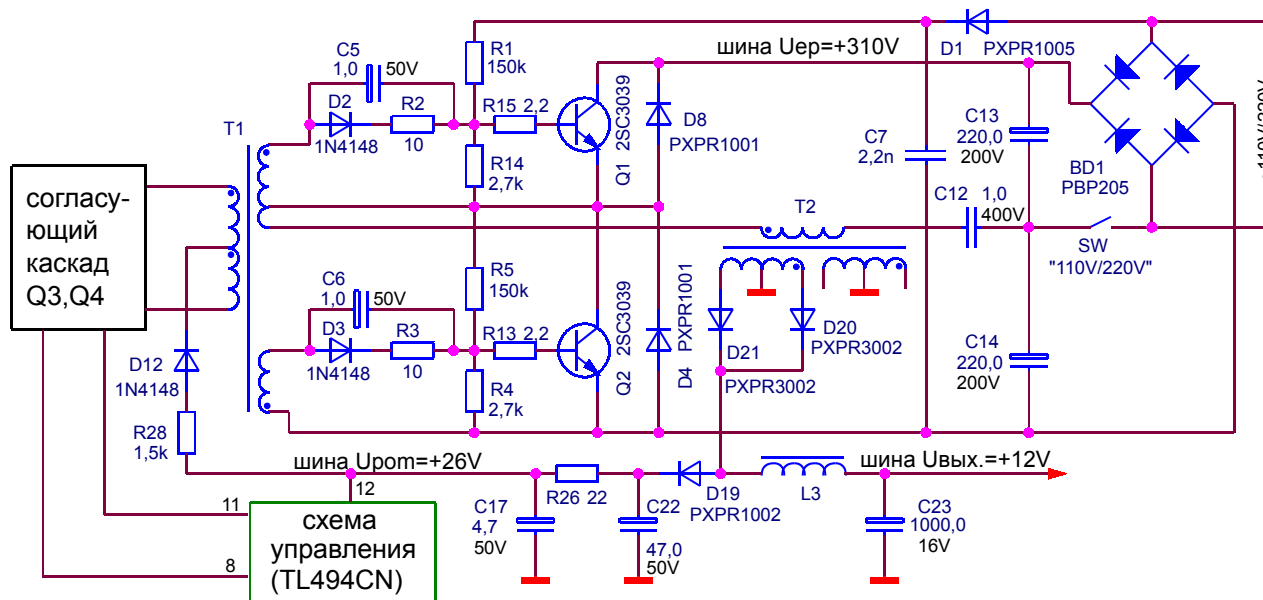 шина Uep=+310V
D1
PXPR1005
C5
1,0
50V
R1
150k
D2
R2
1N4148
10
R15 2,2
Q1 2SC3039
D8
PXPR1001
R14
2,7k
T1
C7
2,2n
C13
220,0
200V
BD1
PBP205
~110V//220V
C12
1,0
400V
T2
SW
"110V/220V"
согласу-
ющий
каскад
Q3,Q4
C6
1,0
50V
R5
150k
D3
R3
1N4148
10
R13 2,2
Q2 2SC3039
D4 PXPR1001
R4
2,7k
D21
PXPR3002
D20
PXPR3002
C14
220,0
200V
D12
1N4148
R28
1,5k
шина Upom=+26V
12
11
8
схема
управления
(TL494CN)
C17
4,7
50V
R26 22
C22
47,0
50V
D19
PXPR1002
L3
шина Uвых.=+12V
C23
1000,0
16V